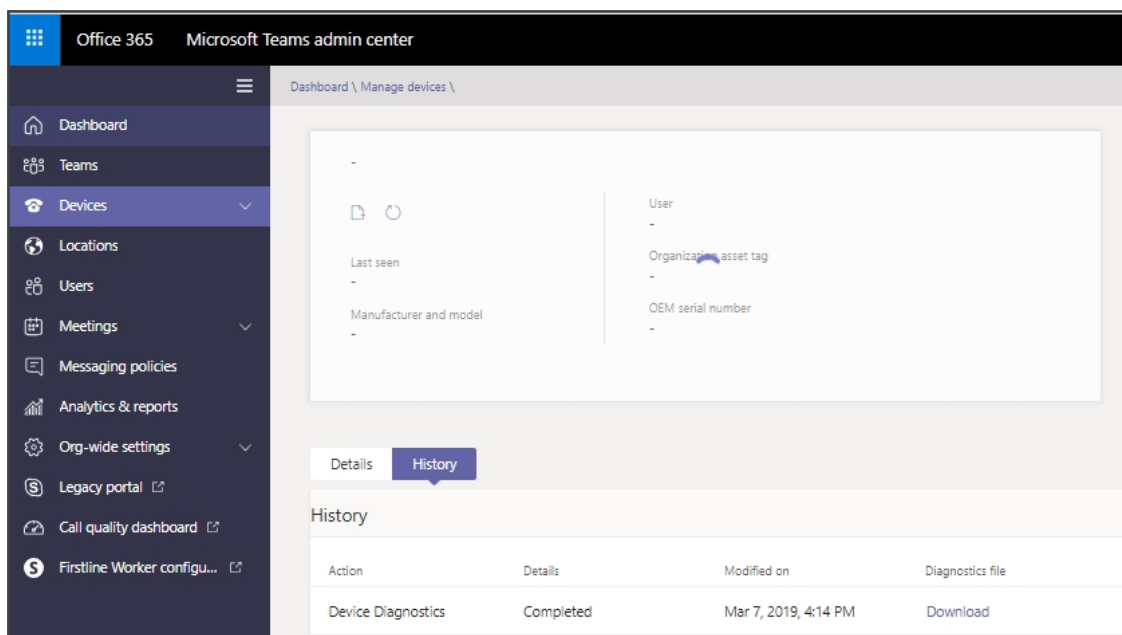 Office 365 Microsoft Teams admin center
Dashboard \ Manage devices \
Dashboard
Teams
Devices
Locations
Users
Meetings
Messaging policies
Analytics & reports
Org-wide settings
Legacy portal
Call quality dashboard
Firstline Worker configu...
-
Last seen
-
Manufacturer and model
-
User
-
Organization asset tag
-
OEM serial number
-
Details History
History
Action Details Modified on Diagnostics file
Device Diagnostics Completed Mar 7, 2019, 4:14 PM Download